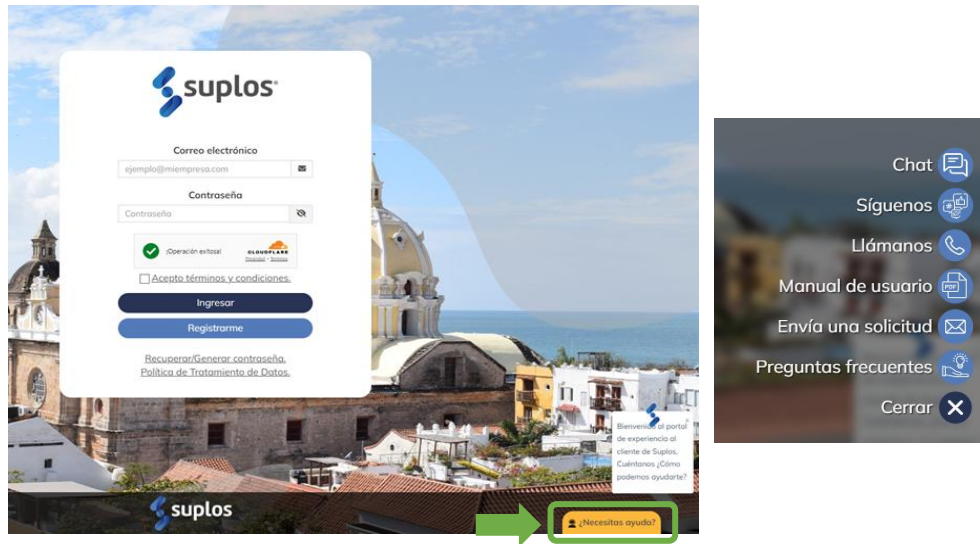 suplos
Correo electrónico
ejemplo@miempresa.com
Contraseña
Contraseña
¡Operación exitosa!
CLOUDFLARE
Privacidad • Términos
Acepto términos y condiciones.
Ingresar
Registrarme
Recuperar/Generar contraseña.
Política de Tratamiento de Datos.
Bienvenido al portal
de experiencia al
cliente de Suplos.
Cuéntanos ¿Cómo
podemos ayudarte?
suplos
¿Necesitas ayuda?
Chat
Síguenos
Llámanos
Manual de usuario
PDF
Envía una solicitud
Preguntas frecuentes
Cerrar